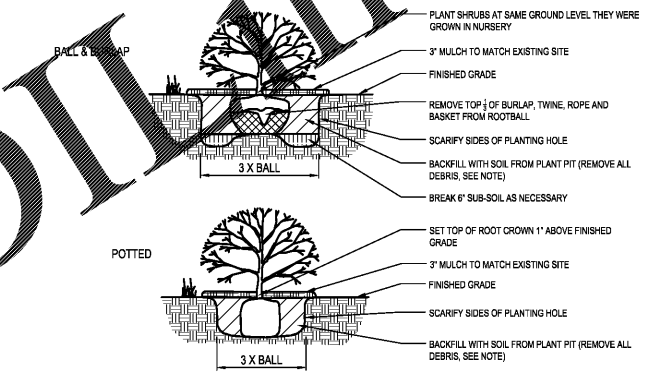 PLANT SHRUBS AT SAME GROUND LEVEL THEY WERE
GROWN IN NURSERY
BALL & BURLAP
3" MULCH TO MATCH EXISTING SITE
FINISHED GRADE
REMOVE TOP ½ OF BURLAP, TWINE, ROPE AND
BASKET FROM ROOTBALL
SCARIFY SIDES OF PLANTING HOLE
BACKFILL WITH SOIL FROM PLANT PIT (REMOVE ALL
DEBRIS, SEE NOTE)
3 X BALL
BREAK 6" SUB-SOIL AS NECESSARY
SET TOP OF ROOT CROWN 1" ABOVE FINISHED
GRADE
POTTED
3" MULCH TO MATCH EXISTING SITE
FINISHED GRADE
SCARIFY SIDES OF PLANTING HOLE
BACKFILL WITH SOIL FROM PLANT PIT (REMOVE ALL
DEBRIS, SEE NOTE)
3 X BALL